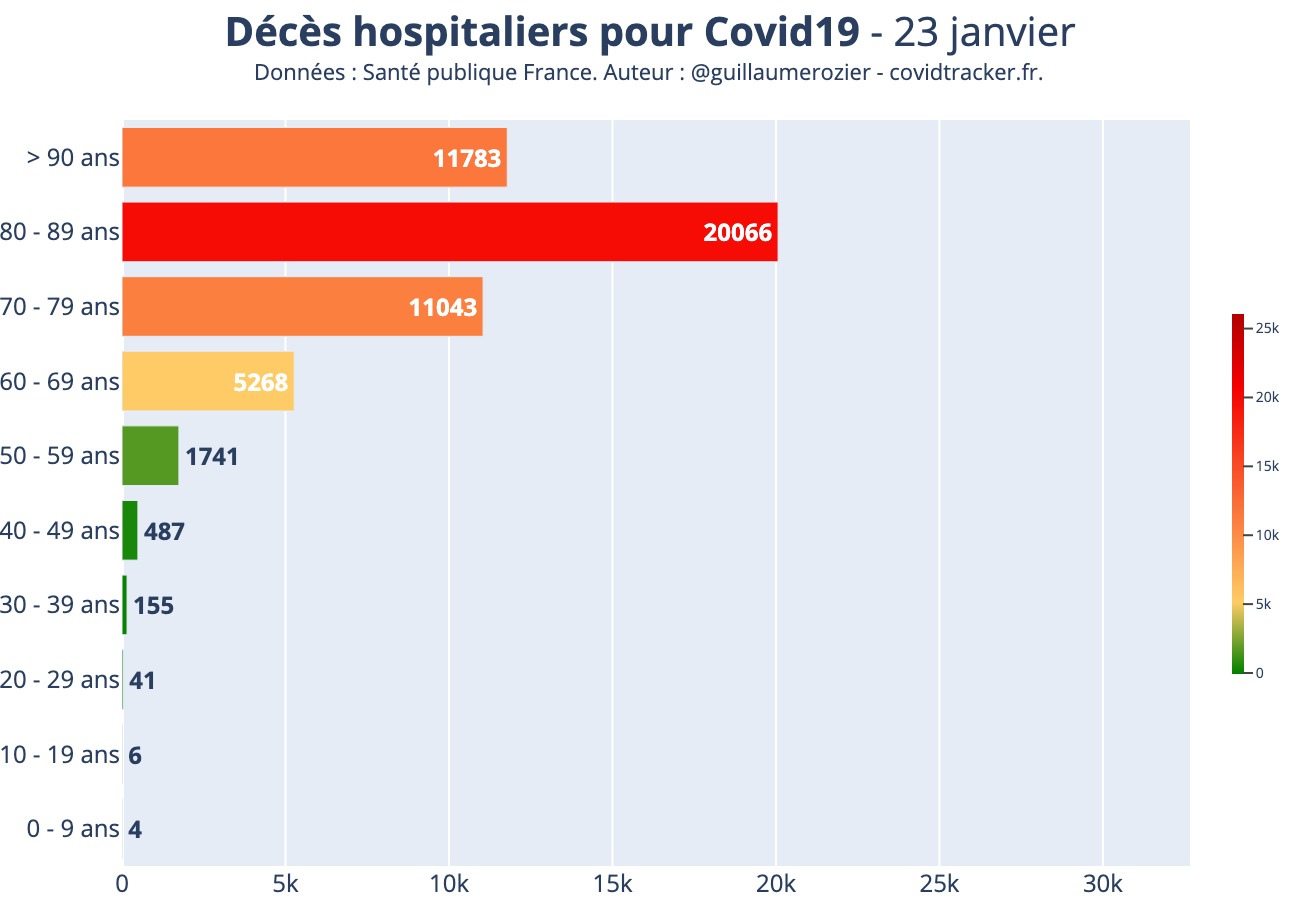 Décès hospitaliers pour Covid19 - 23 janvier
Données : Santé publique France. Auteur : @guillaumerozier - covidtracker.fr.
> 90 ans 11783
80 - 89 ans 20066
70 - 79 ans 11043
60 - 69 ans 5268
50 - 59 ans 1741
40 - 49 ans 487
30 - 39 ans 155
20 - 29 ans 41
10 - 19 ans 6
0 - 9 ans 4
0 5k 10k 15k 20k 25k 30k
25k
20k
15k
10k
5k
0